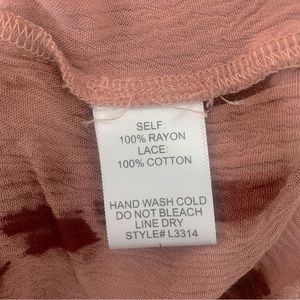 SELF:
100% RAYON
LACE:
100% COTTON
HAND WASH COLD
DO NOT BLEACH
LINE DRY
STYLE# L3314